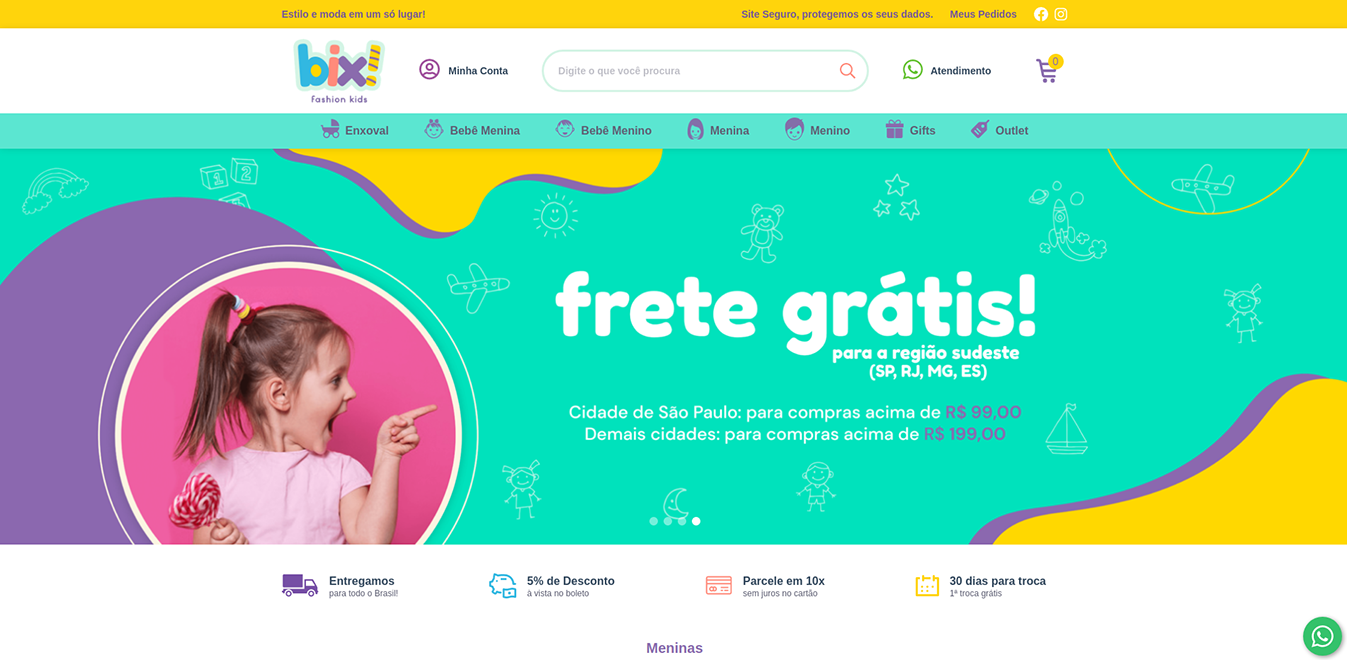 Estilo e moda em um só lugar!
Site Seguro, protegemos os seus dados.
Meus Pedidos
bix!
fashion kids
Minha Conta
Digite o que você procura
Atendimento
0
Enxoval
Bebê Menina
Bebê Menino
Menina
Menino
Gifts
Outlet
1 2
frete grátis!
para a região sudeste
(SP, RJ, MG, ES)
Cidade de São Paulo: para compras acima de R$ 99,00
Demais cidades: para compras acima de R$ 199,00
Entregamos
para todo o Brasil!
5% de Desconto
à vista no boleto
Parcele em 10x
sem juros no cartão
30 dias para troca
1ª troca grátis
Meninas